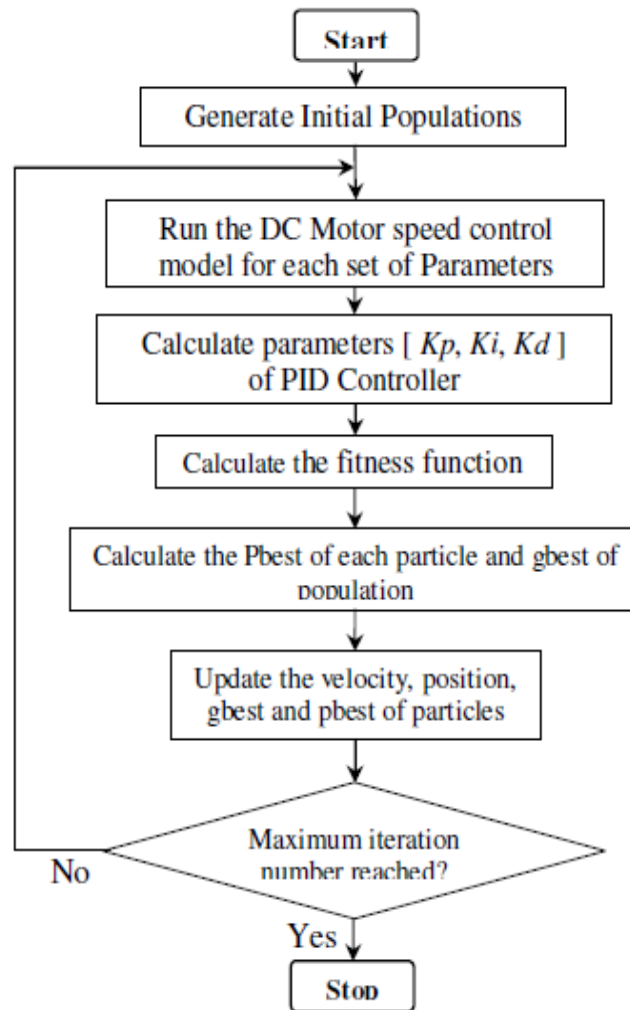 Start
Generate Initial Populations
Run the DC Motor speed control
model for each set of Parameters
Calculate parameters [ Kp, Ki, Kd ]
of PID Controller
Calculate the fitness function
Calculate the Pbest of each particle and gbest of
population
Update the velocity, position,
gbest and pbest of particles
Maximum iteration
number reached?
No
Yes
Stop